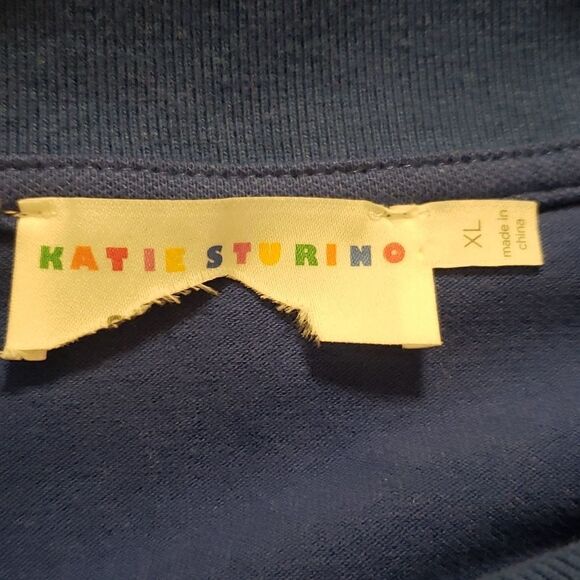 KATIE STURINO
XL
made in
china